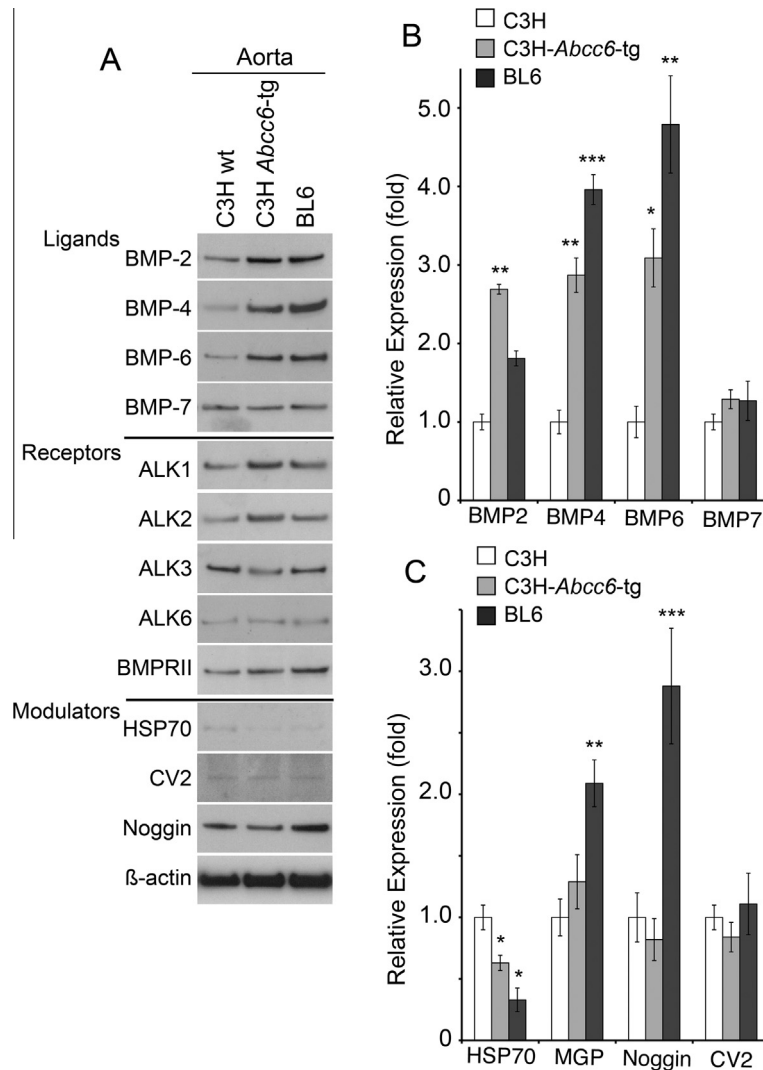 A
Aorta
C3H wt
C3H Abcc6-tg
BL6
Ligands
BMP-2
BMP-4
BMP-6
BMP-7
Receptors
ALK1
ALK2
ALK3
ALK6
BMPRII
Modulators
HSP70
CV2
Noggin
ß-actin
B
C3H
C3H-Abcc6-tg
BL6
Relative Expression (fold)
5.0
4.0
3.0
2.0
1.0
0
**
**
***
*
**
BMP2 BMP4 BMP6 BMP7
C
C3H
C3H-Abcc6-tg
BL6
Relative Expression (fold)
3.0
2.0
1.0
0
*
*
**
***
HSP70 MGP Noggin CV2